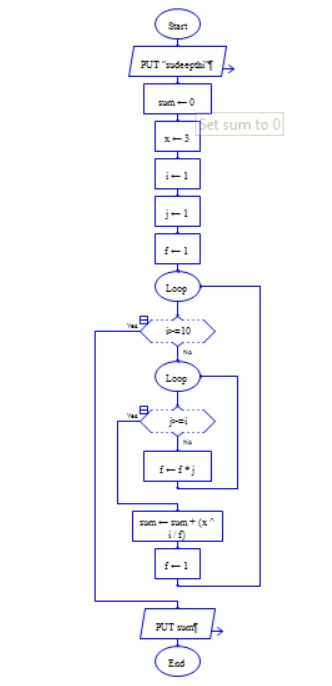 Start
PUT "sudeepthi"¶
sum ← 0
Set sum to 0
x ← 3
i ← 1
j ← 1
f ← 1
Loop
i>=10
Yes
No
Loop
j>=i
Yes
No
f ← f * j
sum ← sum + (x ^
i / f)
f ← 1
PUT sum¶
End